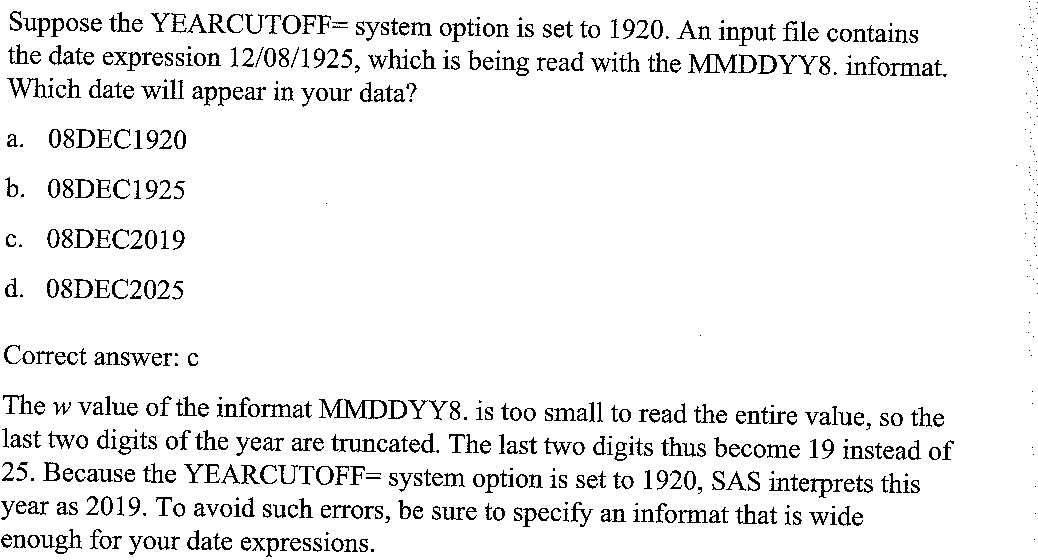 Suppose the YEARCUTOFF= system option is set to 1920. An input file contains
the date expression 12/08/1925, which is being read with the MMDDYY8. informat.
Which date will appear in your data?
a. 08DEC1920
b. 08DEC1925
c. 08DEC2019
d. 08DEC2025
Correct answer: c
The w value of the informat MMDDYY8. is too small to read the entire value, so the
last two digits of the year are truncated. The last two digits thus become 19 instead of
25. Because the YEARCUTOFF= system option is set to 1920, SAS interprets this
year as 2019. To avoid such errors, be sure to specify an informat that is wide
enough for your date expressions.